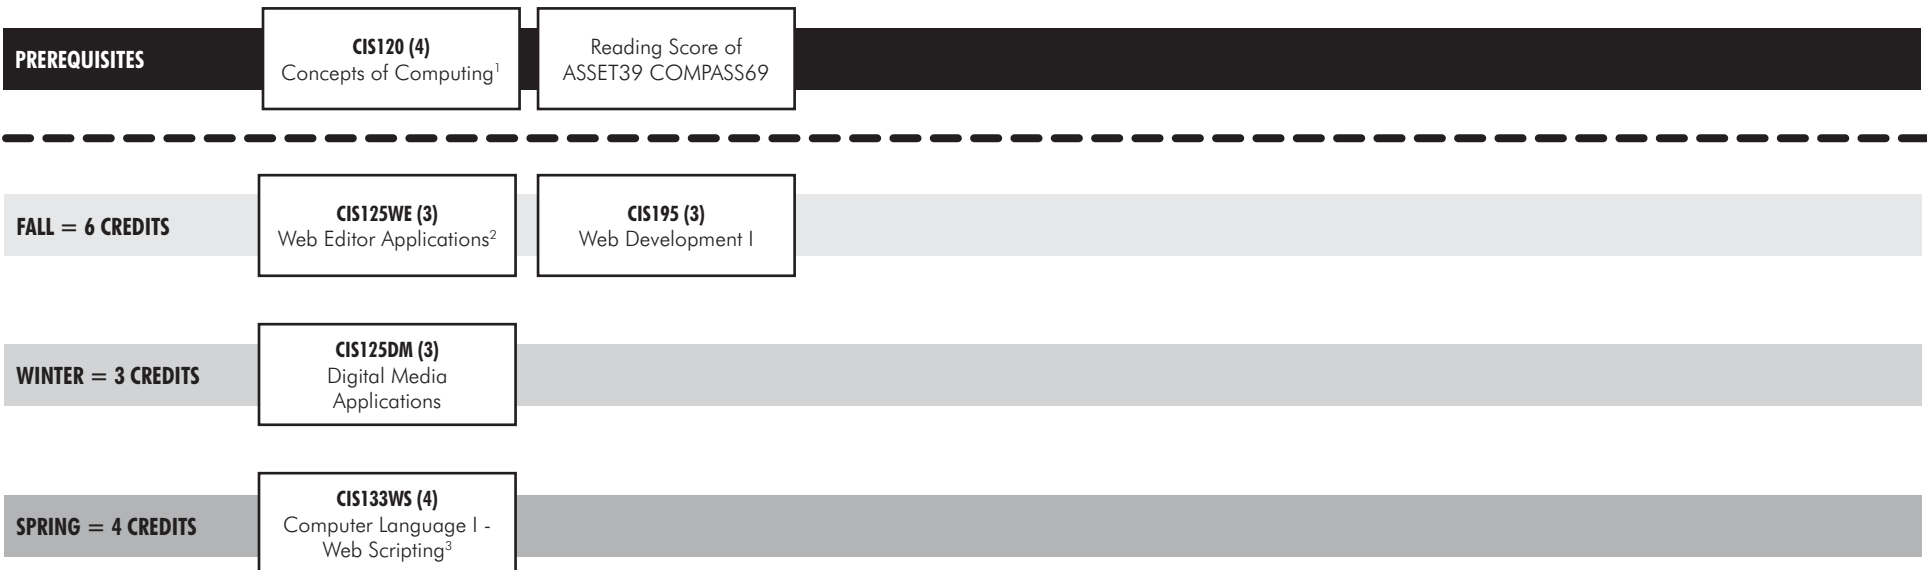 PREREQUISITES
CIS120 (4)
Concepts of Computing¹
Reading Score of
ASSET39 COMPASS69
FALL = 6 CREDITS
CIS125WE (3)
Web Editor Applications²
CIS195 (3)
Web Development I
WINTER = 3 CREDITS
CIS125DM (3)
Digital Media
Applications
SPRING = 4 CREDITS
CIS133WS (4)
Computer Language I -
Web Scripting³